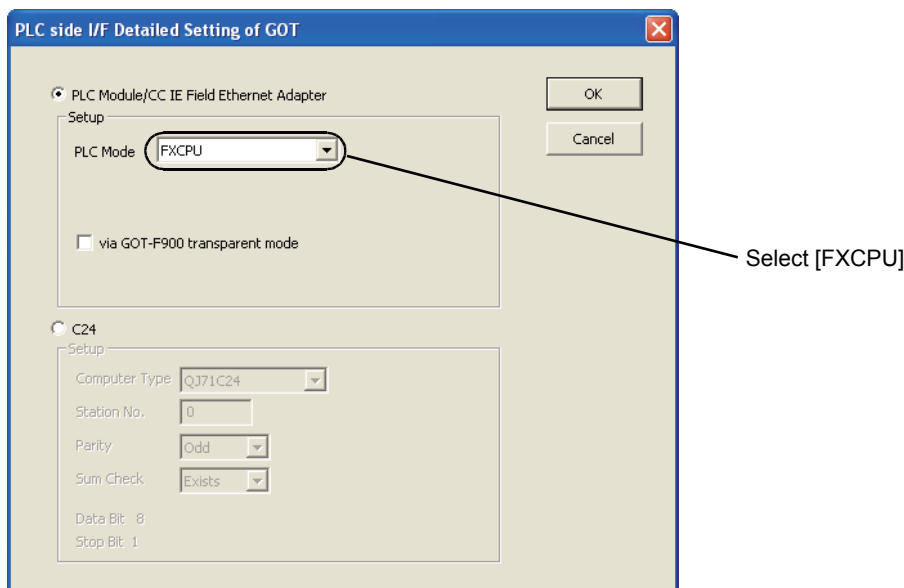 PLC side I/F Detailed Setting of GOT
PLC Module/CC IE Field Ethernet Adapter
OK
Setup
Cancel
PLC Mode FXCPU
via GOT-F900 transparent mode
Select [FXCPU]
C24
Setup
Computer Type QJ71C24
Station No. 0
Parity Odd
Sum Check Exists
Data Bit 8
Stop Bit 1